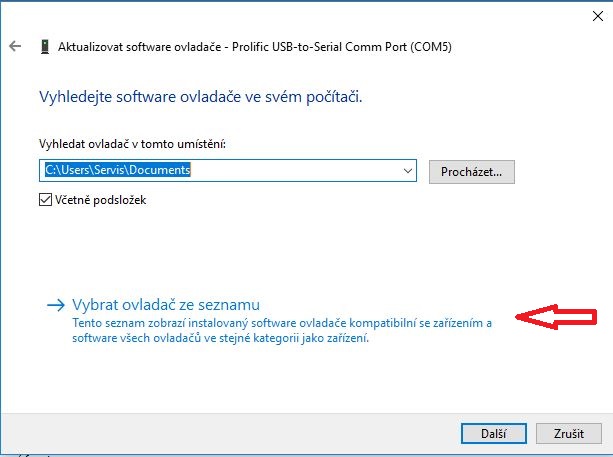 Aktualizovat software ovladače - Prolific USB-to-Serial Comm Port (COM5)
Vyhledejte software ovladače ve svém počítači.
Vyhledat ovladač v tomto umístění:
C:\Users\Servis\Documents
Procházet...
Včetně podsložek
Vybrat ovladač ze seznamu
Tento seznam zobrazí instalovaný software ovladače kompatibilní se zařízením a
software všech ovladačů ve stejné kategorii jako zařízení.
Další
Zrušit